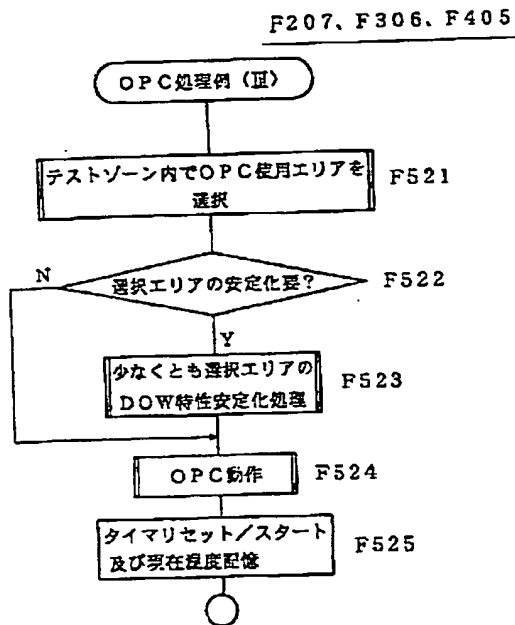 F207、F306、F405
OPC処理例(Ⅲ)
テストゾーン内でOPC使用エリアを
選択
F521
N
選択エリアの安定化要?
F522
Y
少なくとも選択エリアの
DOW特性安定化処理
F523
OPC動作
F524
タイマリセット/スタート
及び現在温度記憶
F525